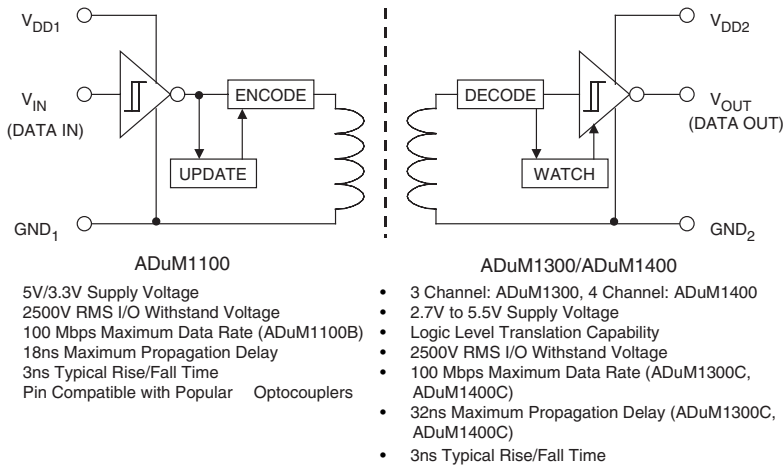 V_DD1
V_DD2
ENCODE
DECODE
V_IN
(DATA IN)
V_OUT
(DATA OUT)
UPDATE
WATCH
GND_1
GND_2
ADuM1100
5V/3.3V Supply Voltage
2500V RMS I/O Withstand Voltage
100 Mbps Maximum Data Rate (ADuM1100B)
18ns Maximum Propagation Delay
3ns Typical Rise/Fall Time
Pin Compatible with Popular Optocouplers
ADuM1300/ADuM1400
• 3 Channel: ADuM1300, 4 Channel: ADuM1400
• 2.7V to 5.5V Supply Voltage
• Logic Level Translation Capability
• 2500V RMS I/O Withstand Voltage
• 100 Mbps Maximum Data Rate (ADuM1300C,
ADuM1400C)
• 32ns Maximum Propagation Delay (ADuM1300C,
ADuM1400C)
• 3ns Typical Rise/Fall Time